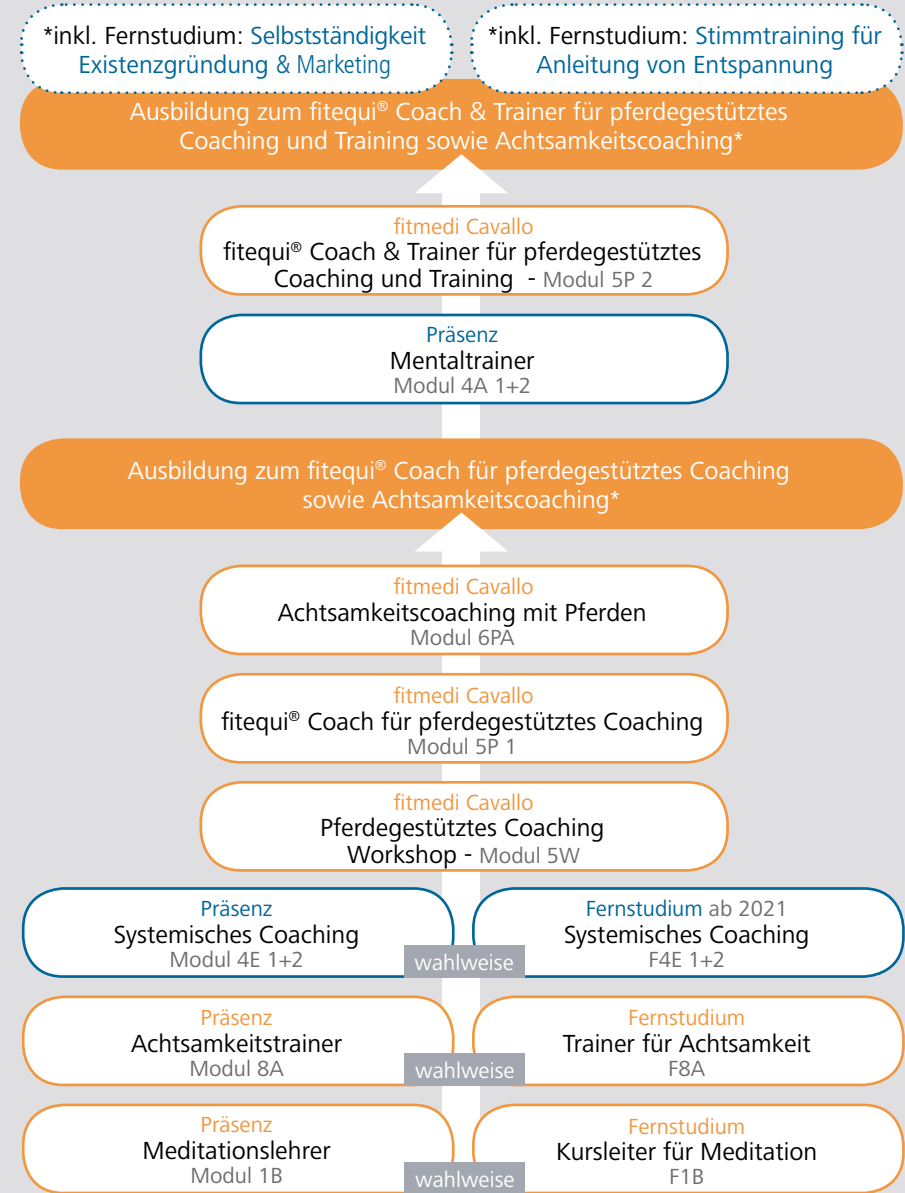 *inkl. Fernstudium: Selbstständigkeit
Existenzgründung & Marketing
*inkl. Fernstudium: Stimmtraining für
Anleitung von Entspannung
Ausbildung zum fitequi® Coach & Trainer für pferdegestütztes
Coaching und Training sowie Achtsamkeitscoaching*
fitmedi Cavallo
fitequi® Coach & Trainer für pferdegestütztes
Coaching und Training - Modul 5P 2
Präsenz
Mentaltrainer
Modul 4A 1+2
Ausbildung zum fitequi® Coach für pferdegestütztes Coaching
sowie Achtsamkeitscoaching*
fitmedi Cavallo
Achtsamkeitscoaching mit Pferden
Modul 6PA
fitmedi Cavallo
fitequi® Coach für pferdegestütztes Coaching
Modul 5P 1
fitmedi Cavallo
Pferdegestütztes Coaching
Workshop - Modul 5W
Präsenz
Systemisches Coaching
Modul 4E 1+2
wahlweise
Fernstudium ab 2021
Systemisches Coaching
F4E 1+2
Präsenz
Achtsamkeitstrainer
Modul 8A
wahlweise
Fernstudium
Trainer für Achtsamkeit
F8A
Präsenz
Meditationslehrer
Modul 1B
wahlweise
Fernstudium
Kursleiter für Meditation
F1B